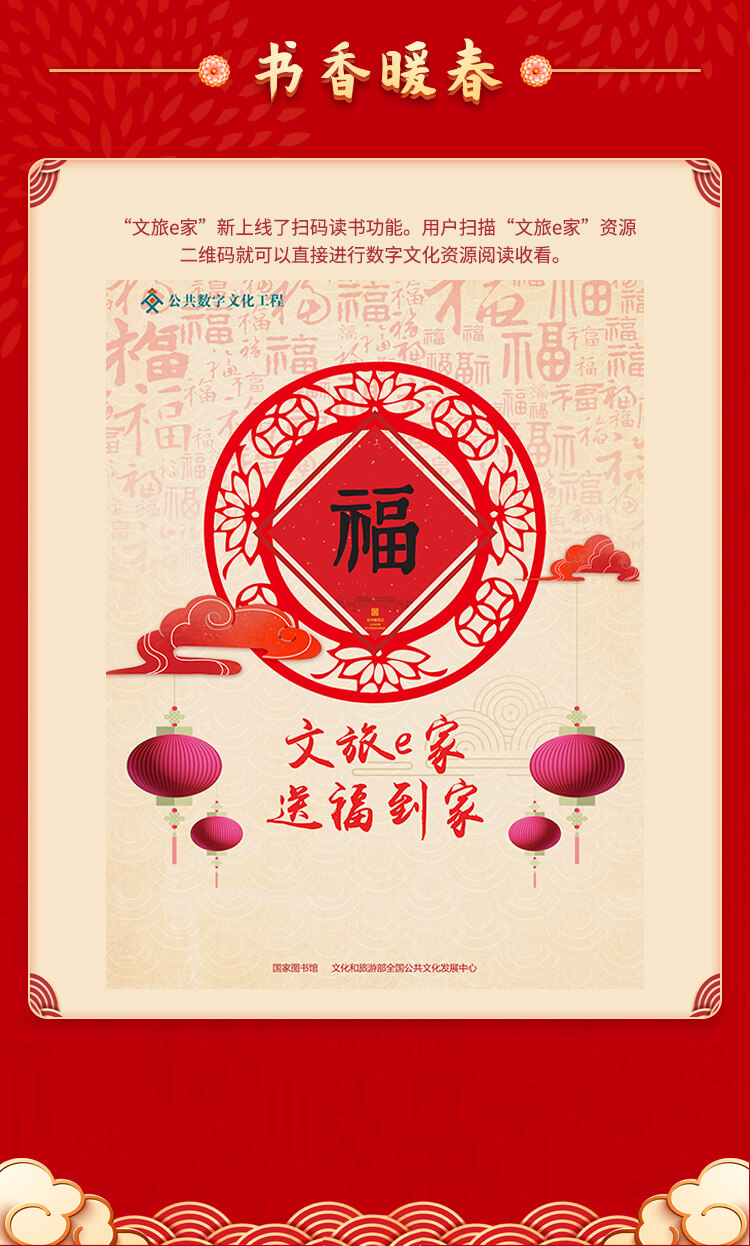 书香暖春
“文旅e家”新上线了扫码读书功能。用户扫描“文旅e家”资源
二维码就可以直接进行数字文化资源阅读收看。
公共数字文化工程
福
文旅e家
送福到家
国家图书馆 文化和旅游部全国公共文化发展中心